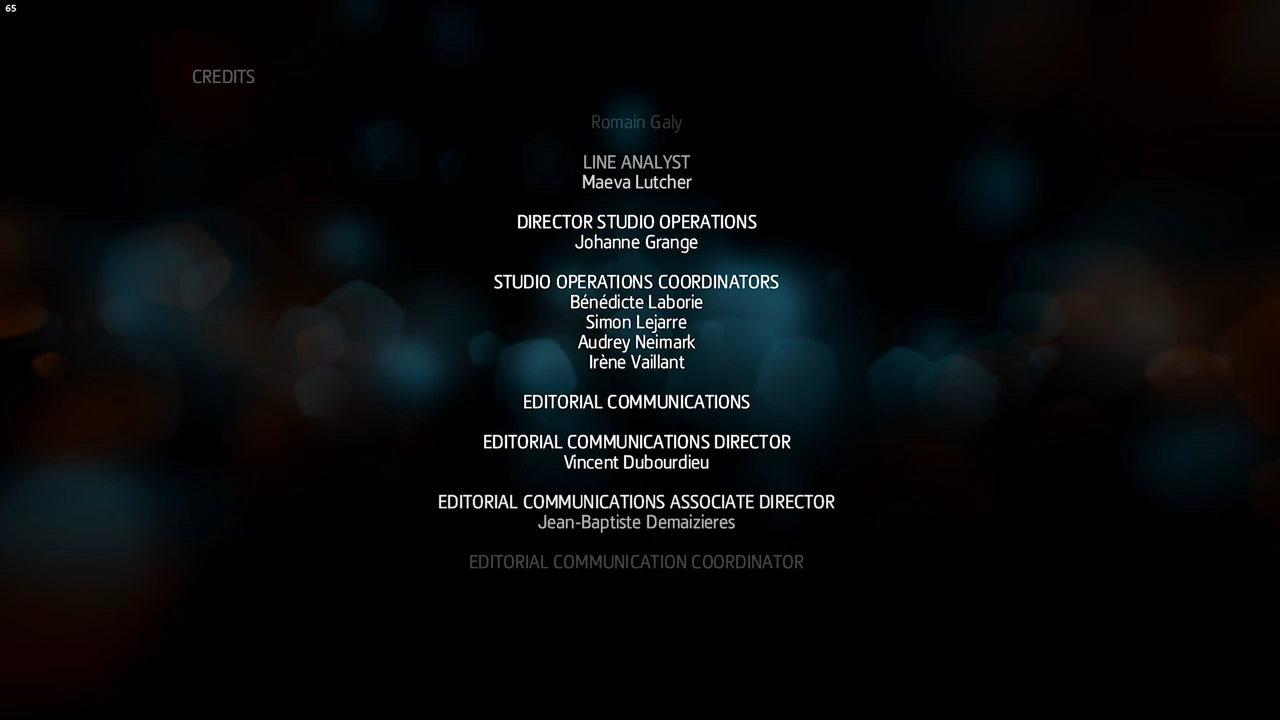 65
CREDITS
Romain Galy
LINE ANALYST
Maeva Lutcher
DIRECTOR STUDIO OPERATIONS
Johanne Grange
STUDIO OPERATIONS COORDINATORS
Bénédicte Laborie
Simon Lejarre
Audrey Neimark
Irène Vaillant
EDITORIAL COMMUNICATIONS
EDITORIAL COMMUNICATIONS DIRECTOR
Vincent Dubourdieu
EDITORIAL COMMUNICATIONS ASSOCIATE DIRECTOR
Jean-Baptiste Demaizieres
EDITORIAL COMMUNICATION COORDINATOR